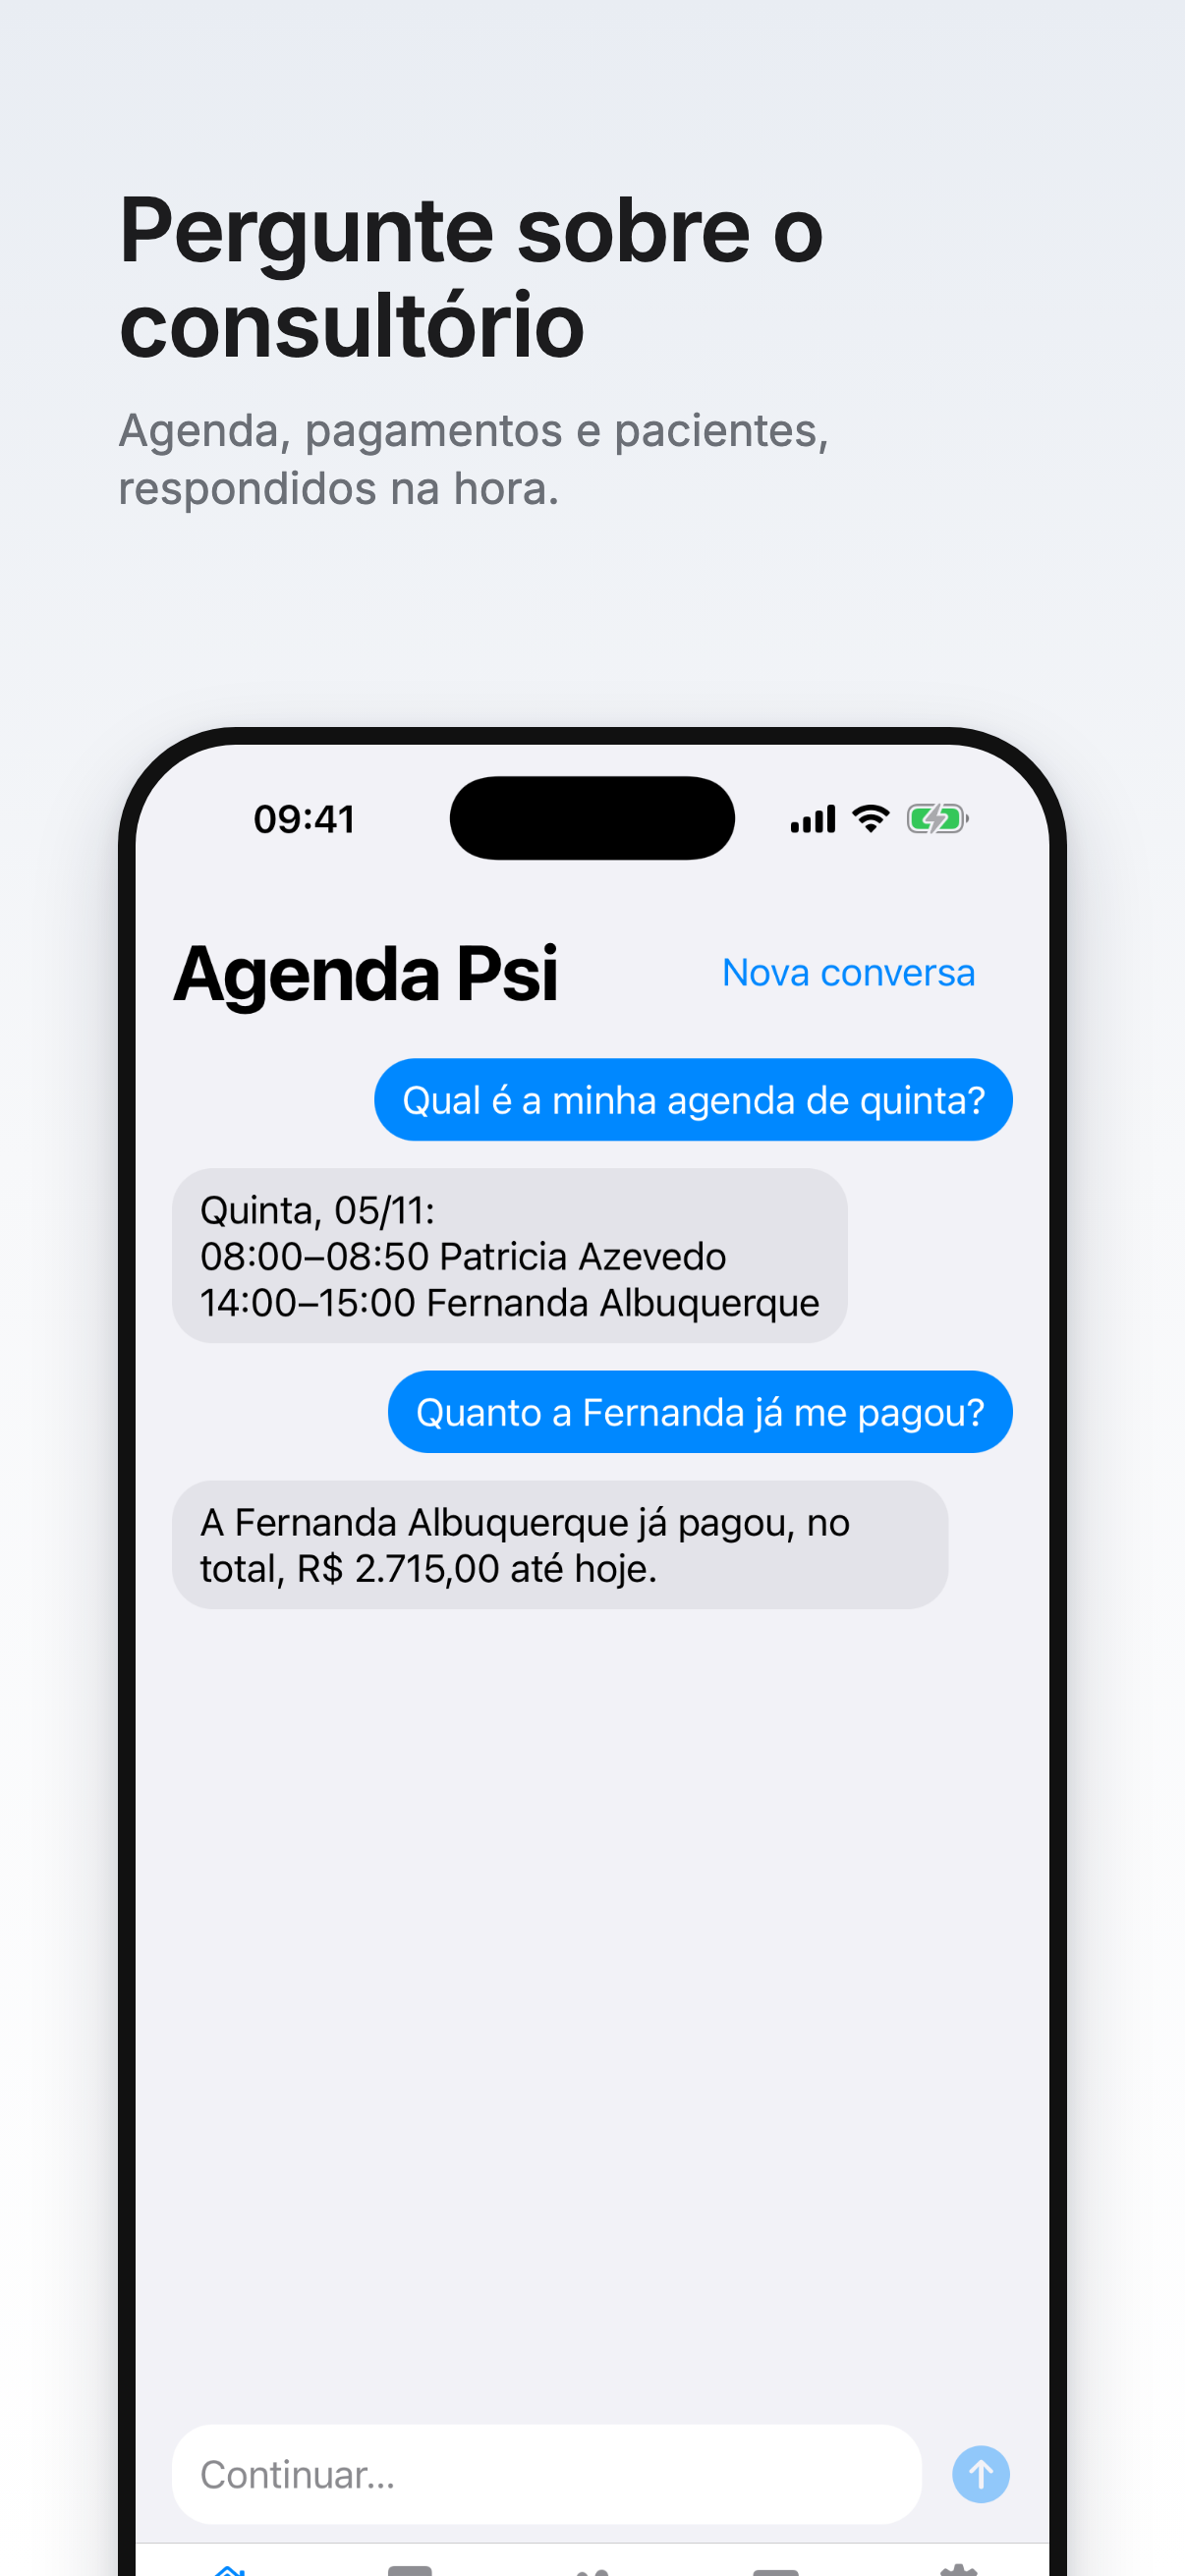 Pergunte sobre o
consultório
Agenda, pagamentos e pacientes,
respondidos na hora.
09:41
Agenda Psi
Nova conversa
Qual é a minha agenda de quinta?
Quinta, 05/11:
08:00–08:50 Patricia Azevedo
14:00–15:00 Fernanda Albuquerque
Quanto a Fernanda já me pagou?
A Fernanda Albuquerque já pagou, no
total, R$ 2.715,00 até hoje.
Continuar...